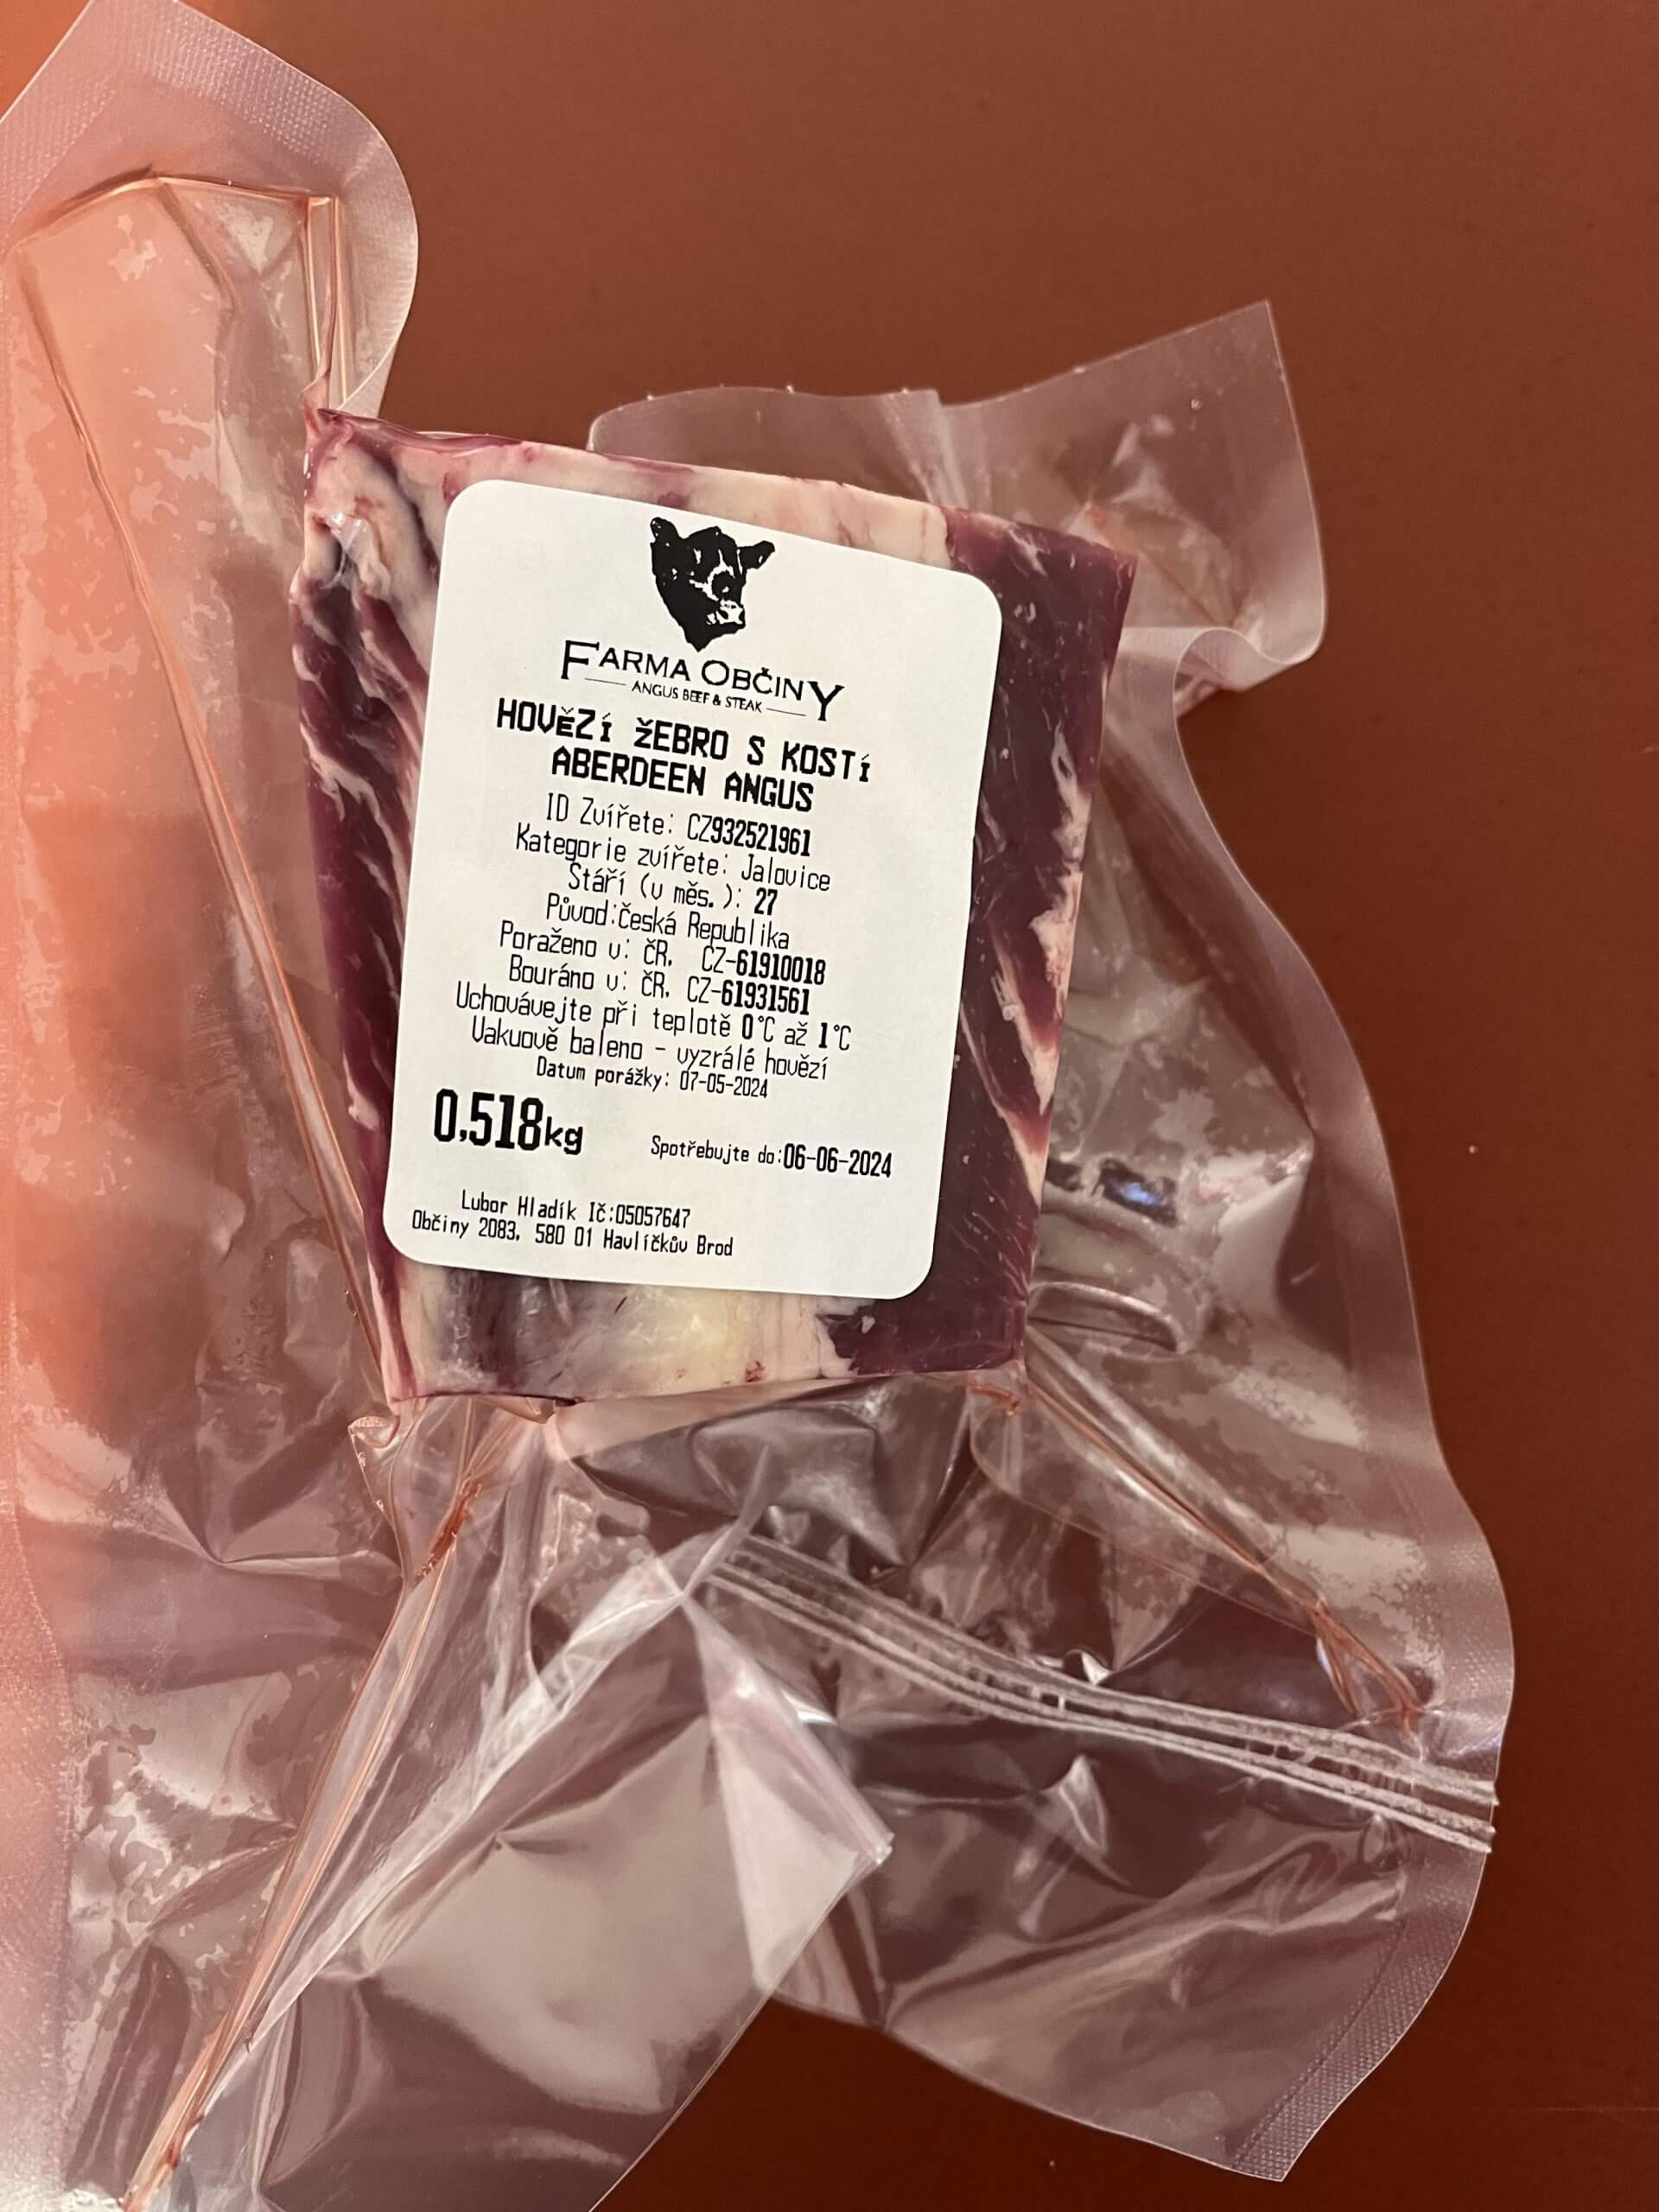 FARMA OBČINY
ANGUS BEEF & STEAK
HOVĚZÍ ŽEBRO S KOSTÍ
ABERDEEN ANGUS
ID Zvířete: CZ932521961
Kategorie zvířete: Jalovice
Stáří (v měs.): 27
Původ:Česká Republika
Poraženo v: ČR. CZ-61910018
Bouráno v: ČR. CZ-61931561
Uchovávejte při teplotě 0°C až 1°C
Vakuově baleno - vyzrálé hovězí
Datum porážky: 07-05-2024
0,518kg
Spotřebujte do:06-06-2024
Lubor Hladík Ič:05057647
Občiny 2083, 580 01 Havlíčkův Brod